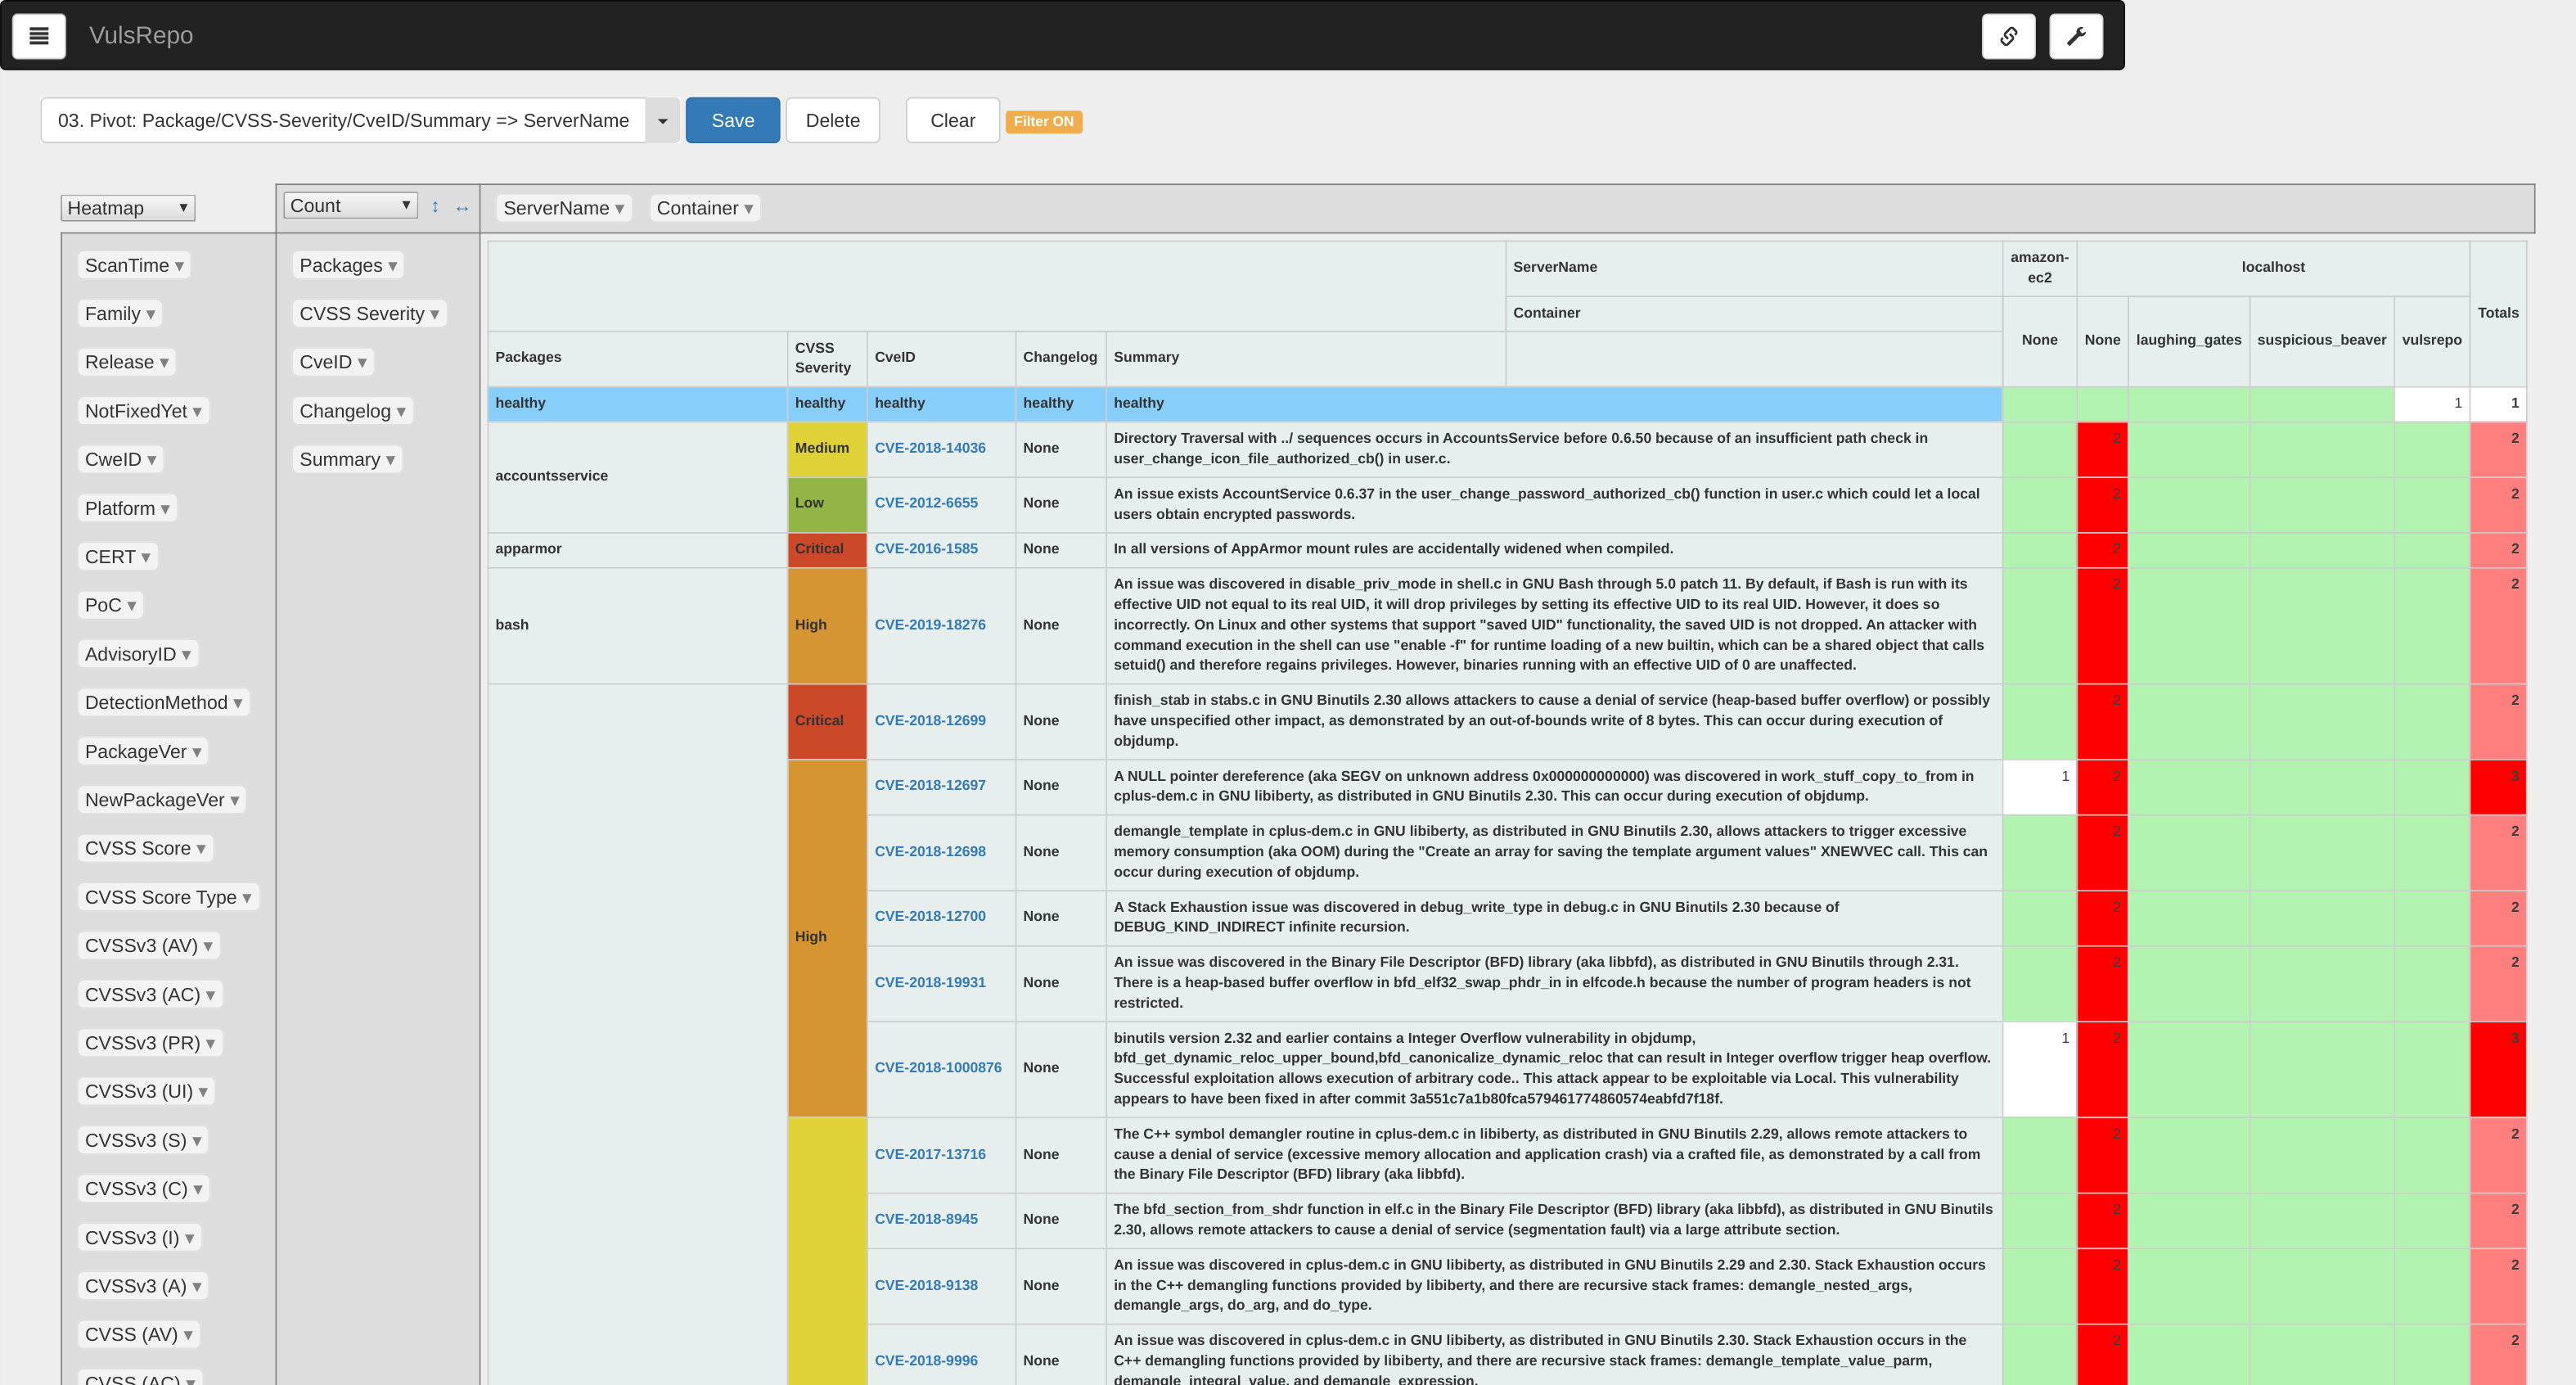 VulsRepo
03. Pivot: Package/CVSS-Severity/CveID/Summary => ServerName
Save
Delete
Clear
Filter ON
Heatmap
Count
ServerName
Container
ScanTime
Family
Release
NotFixedYet
CweID
Platform
CERT
PoC
AdvisoryID
DetectionMethod
PackageVer
NewPackageVer
CVSS Score
CVSS Score Type
CVSSv3 (AV)
CVSSv3 (AC)
CVSSv3 (PR)
CVSSv3 (UI)
CVSSv3 (S)
CVSSv3 (C)
CVSSv3 (I)
CVSSv3 (A)
CVSS (AV)
CVSS (AC)
Packages
CVSS Severity
CveID
Changelog
Summary
ServerName
amazon-
ec2
localhost
Totals
Container
None
None
laughing_gates
suspicious_beaver
vulsrepo
Packages
CVSS
Severity
CveID
Changelog
Summary
healthy
healthy
healthy
healthy
healthy
1
1
accountsservice
Medium
CVE-2018-14036
None
Directory Traversal with ../ sequences occurs in AccountsService before 0.6.50 because of an insufficient path check in
user_change_icon_file_authorized_cb() in user.c.
2
2
Low
CVE-2012-6655
None
An issue exists AccountService 0.6.37 in the user_change_password_authorized_cb() function in user.c which could let a local
users obtain encrypted passwords.
2
2
apparmor
Critical
CVE-2016-1585
None
In all versions of AppArmor mount rules are accidentally widened when compiled.
2
2
bash
High
CVE-2019-18276
None
An issue was discovered in disable_priv_mode in shell.c in GNU Bash through 5.0 patch 11. By default, if Bash is run with its
effective UID not equal to its real UID, it will drop privileges by setting its effective UID to its real UID. However, it does so
incorrectly. On Linux and other systems that support "saved UID" functionality, the saved UID is not dropped. An attacker with
command execution in the shell can use "enable -f" for runtime loading of a new builtin, which can be a shared object that calls
setuid() and therefore regains privileges. However, binaries running with an effective UID of 0 are unaffected.
2
2
Critical
CVE-2018-12699
None
finish_stab in stabs.c in GNU Binutils 2.30 allows attackers to cause a denial of service (heap-based buffer overflow) or possibly
have unspecified other impact, as demonstrated by an out-of-bounds write of 8 bytes. This can occur during execution of
objdump.
2
2
High
CVE-2018-12697
None
A NULL pointer dereference (aka SEGV on unknown address 0x000000000000) was discovered in work_stuff_copy_to_from in
cplus-dem.c in GNU libiberty, as distributed in GNU Binutils 2.30. This can occur during execution of objdump.
1
2
3
CVE-2018-12698
None
demangle_template in cplus-dem.c in GNU libiberty, as distributed in GNU Binutils 2.30, allows attackers to trigger excessive
memory consumption (aka OOM) during the "Create an array for saving the template argument values" XNEWVEC call. This can
occur during execution of objdump.
2
2
CVE-2018-12700
None
A Stack Exhaustion issue was discovered in debug_write_type in debug.c in GNU Binutils 2.30 because of
DEBUG_KIND_INDIRECT infinite recursion.
2
2
CVE-2018-19931
None
An issue was discovered in the Binary File Descriptor (BFD) library (aka libbfd), as distributed in GNU Binutils through 2.31.
There is a heap-based buffer overflow in bfd_elf32_swap_phdr_in in elfcode.h because the number of program headers is not
restricted.
2
2
CVE-2018-1000876
None
binutils version 2.32 and earlier contains a Integer Overflow vulnerability in objdump,
bfd_get_dynamic_reloc_upper_bound,bfd_canonicalize_dynamic_reloc that can result in Integer overflow trigger heap overflow.
Successful exploitation allows execution of arbitrary code.. This attack appear to be exploitable via Local. This vulnerability
appears to have been fixed in after commit 3a551c7a1b80fca579461774860574eabfd7f18f.
1
2
3
CVE-2017-13716
None
The C++ symbol demangler routine in cplus-dem.c in libiberty, as distributed in GNU Binutils 2.29, allows remote attackers to
cause a denial of service (excessive memory allocation and application crash) via a crafted file, as demonstrated by a call from
the Binary File Descriptor (BFD) library (aka libbfd).
2
2
CVE-2018-8945
None
The bfd_section_from_shdr function in elf.c in the Binary File Descriptor (BFD) library (aka libbfd), as distributed in GNU Binutils
2.30, allows remote attackers to cause a denial of service (segmentation fault) via a large attribute section.
2
2
CVE-2018-9138
None
An issue was discovered in cplus-dem.c in GNU libiberty, as distributed in GNU Binutils 2.29 and 2.30. Stack Exhaustion occurs
in the C++ demangling functions provided by libiberty, and there are recursive stack frames: demangle_nested_args,
demangle_args, do_arg, and do_type.
2
2
CVE-2018-9996
None
An issue was discovered in cplus-dem.c in GNU libiberty, as distributed in GNU Binutils 2.30. Stack Exhaustion occurs in the
C++ demangling functions provided by libiberty, and there are recursive stack frames: demangle_template_value_parm,
demangle_integral_value, and demangle_expression.
2
2